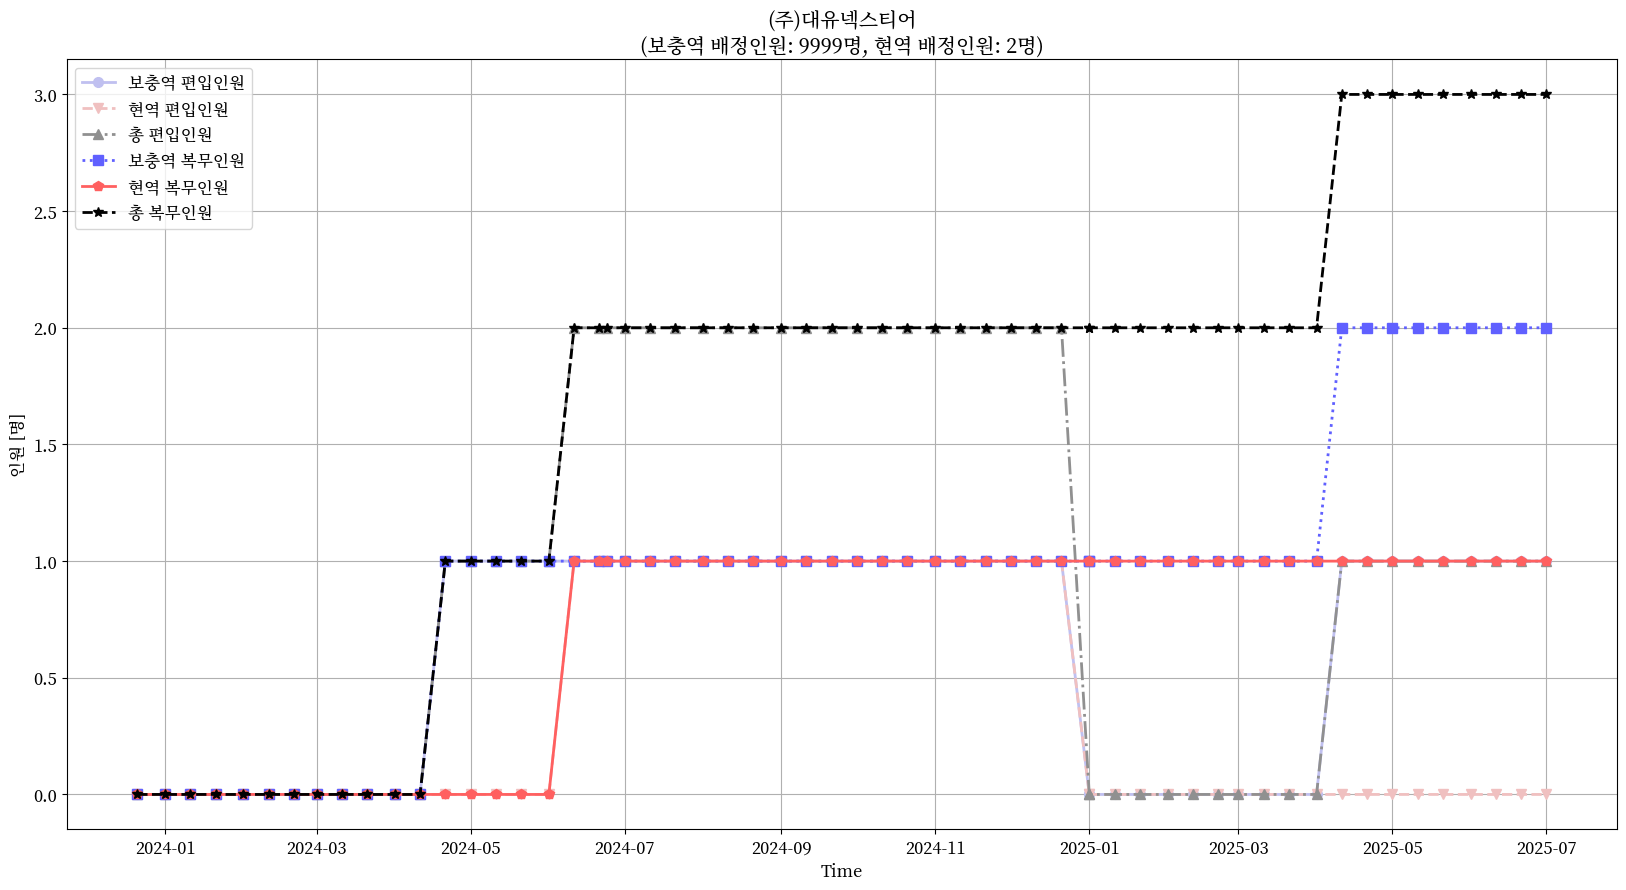 (주)대유넥스티어
(보충역 배정인원: 9999명, 현역 배정인원: 2명)
보충역 편입인원
현역 편입인원
총 편입인원
보충역 복무인원
현역 복무인원
총 복무인원
인원 [명]
3.0
2.5
2.0
1.5
1.0
0.5
0.0
2024-01
2024-03
2024-05
2024-07
2024-09
2024-11
2025-01
2025-03
2025-05
2025-07
Time